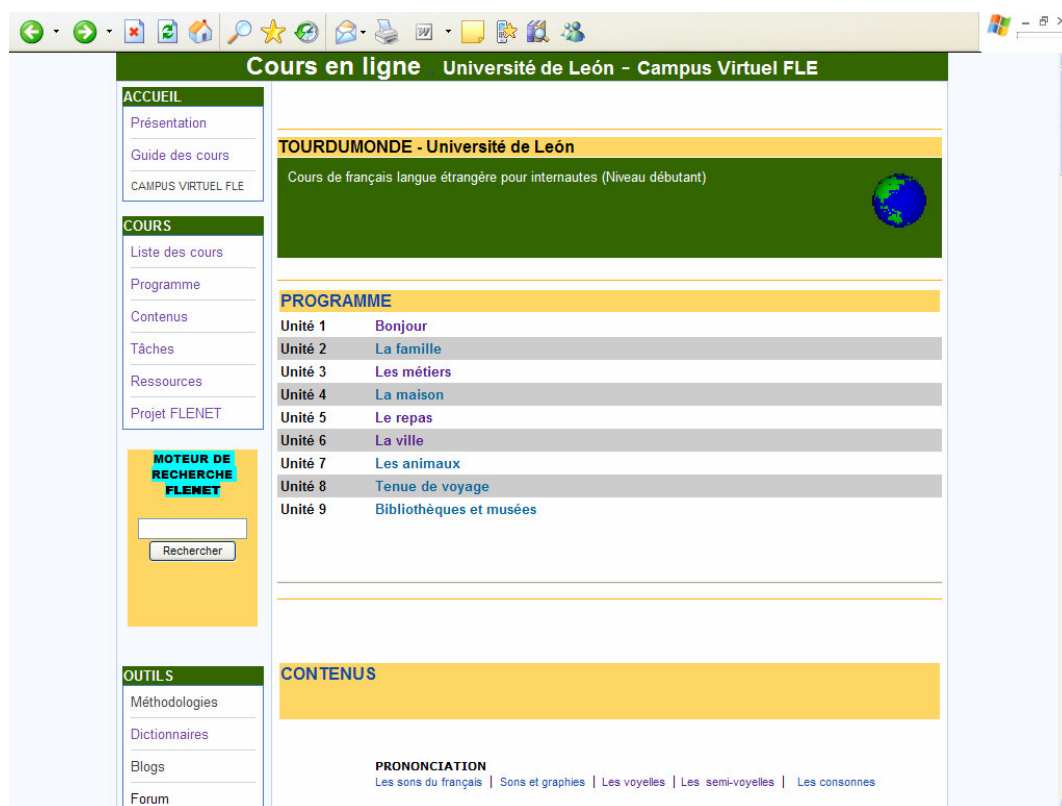 Cours en ligne Université de León - Campus Virtuel FLE
ACCUEIL
Présentation
Guide des cours
CAMPUS VIRTUEL FLE
COURS
Liste des cours
Programme
Contenus
Tâches
Ressources
Projet FLENET
MOTEUR DE
RECHERCHE
FLENET
Rechercher
OUTILS
Méthodologies
Dictionnaires
Blogs
Forum
TOURDUMONDE - Université de León
Cours de français langue étrangère pour internautes (Niveau débutant)
PROGRAMME
Unité 1 Bonjour
Unité 2 La famille
Unité 3 Les métiers
Unité 4 La maison
Unité 5 Le repas
Unité 6 La ville
Unité 7 Les animaux
Unité 8 Tenue de voyage
Unité 9 Bibliothèques et musées
CONTENUS
PRONONCIATION
Les sons du français | Sons et graphies | Les voyelles | Les semi-voyelles | Les consonnes